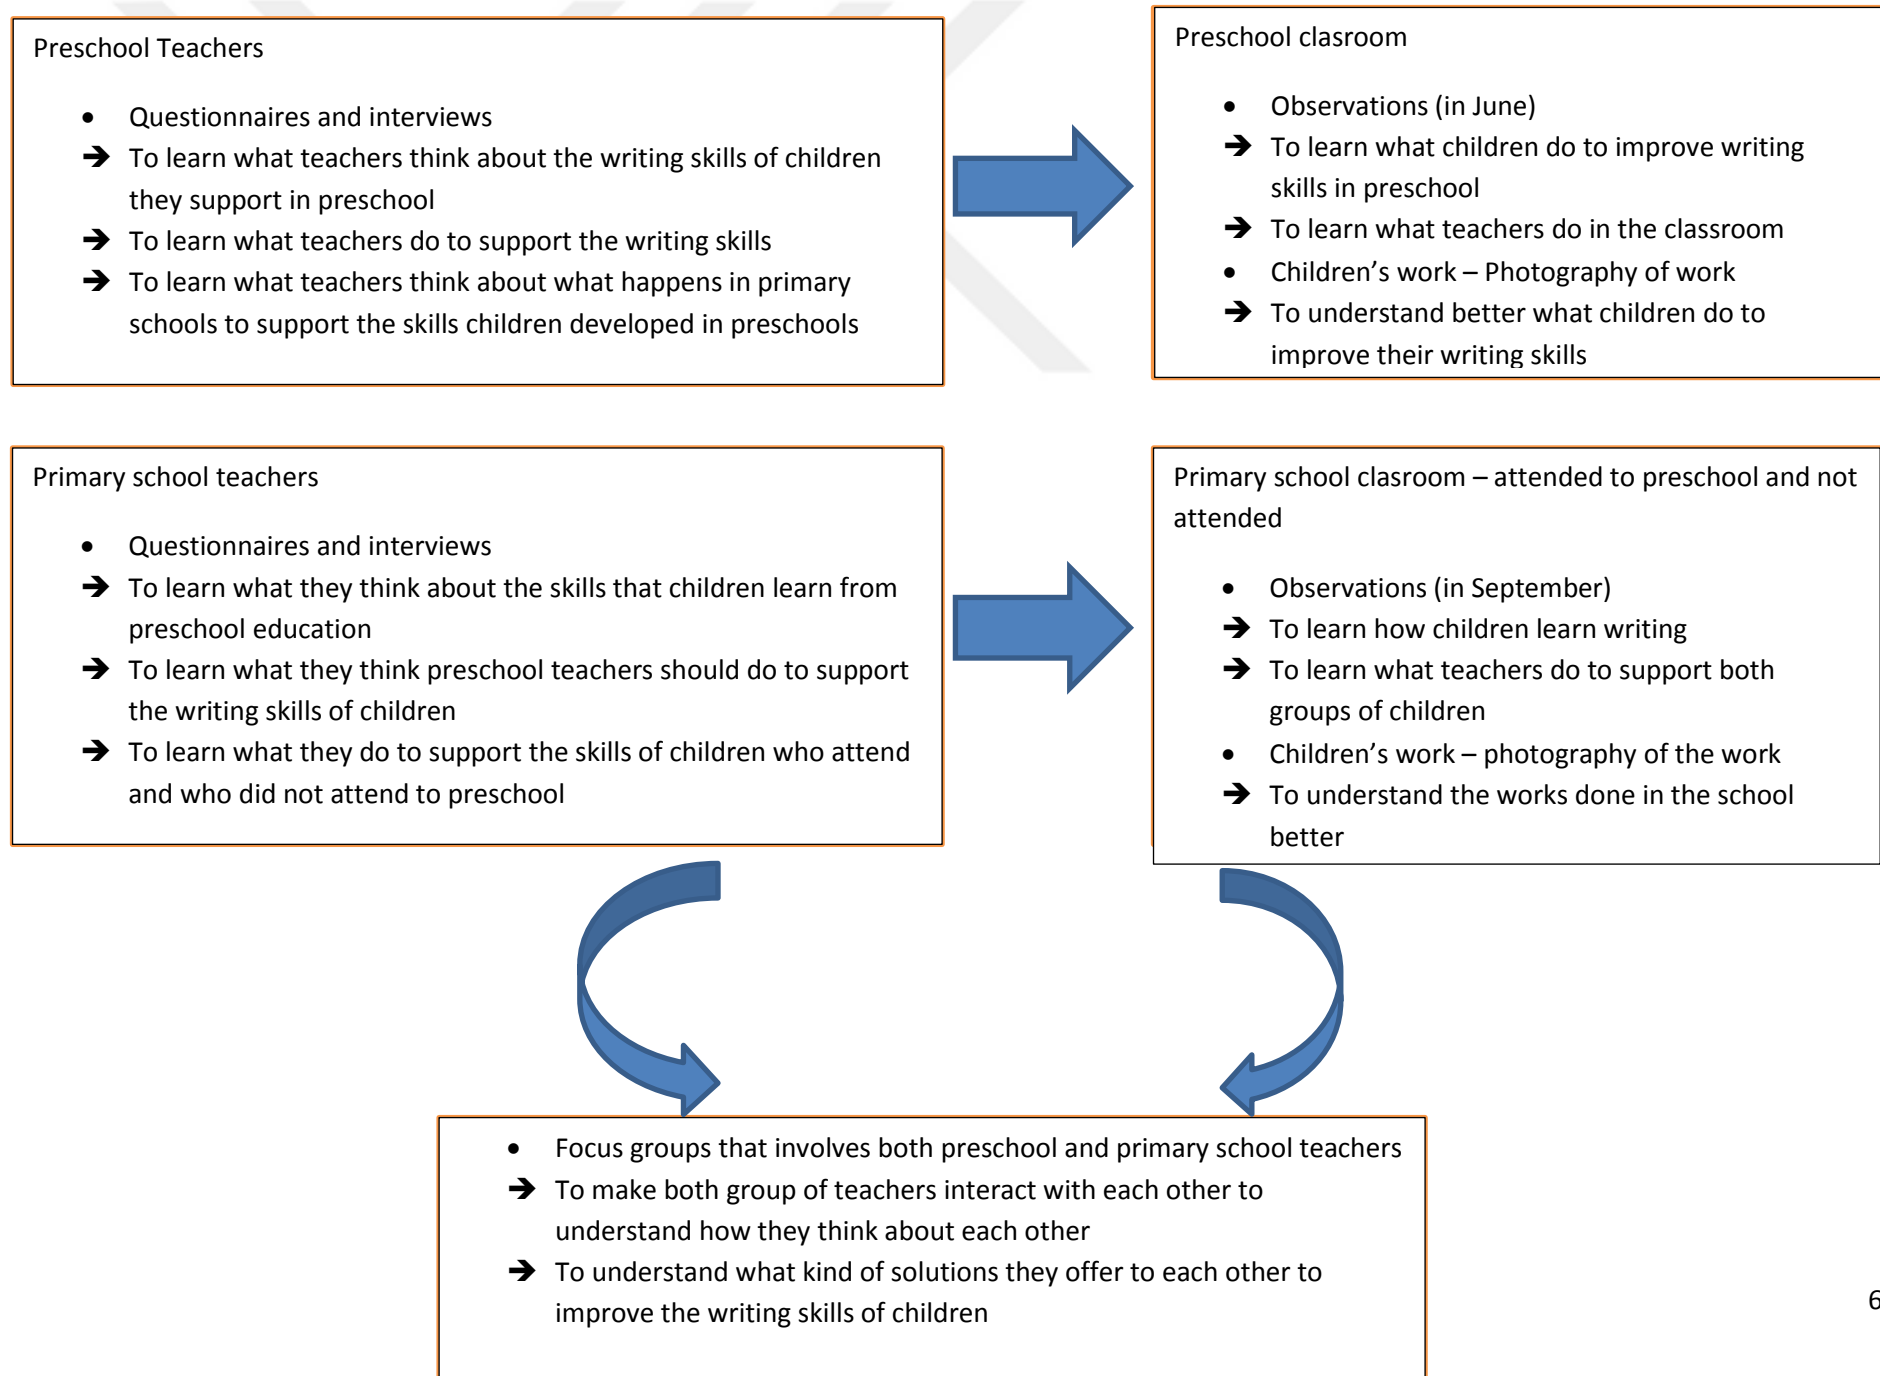 Preschool Teachers
• Questionnaires and interviews
➔ To learn what teachers think about the writing skills of children
they support in preschool
➔ To learn what teachers do to support the writing skills
➔ To learn what teachers think about what happens in primary
schools to support the skills children developed in preschools
Preschool clasroom
• Observations (in June)
➔ To learn what children do to improve writing
skills in preschool
➔ To learn what teachers do in the classroom
• Children’s work – Photography of work
➔ To understand better what children do to
improve their writing skills
Primary school teachers
• Questionnaires and interviews
➔ To learn what they think about the skills that children learn from
preschool education
➔ To learn what they think preschool teachers should do to support
the writing skills of children
➔ To learn what they do to support the skills of children who attend
and who did not attend to preschool
Primary school clasroom – attended to preschool and not
attended
• Observations (in September)
➔ To learn how children learn writing
➔ To learn what teachers do to support both
groups of children
• Children’s work – photography of the work
➔ To understand the works done in the school
better
• Focus groups that involves both preschool and primary school teachers
➔ To make both group of teachers interact with each other to
understand how they think about each other
➔ To understand what kind of solutions they offer to each other to
improve the writing skills of children
6